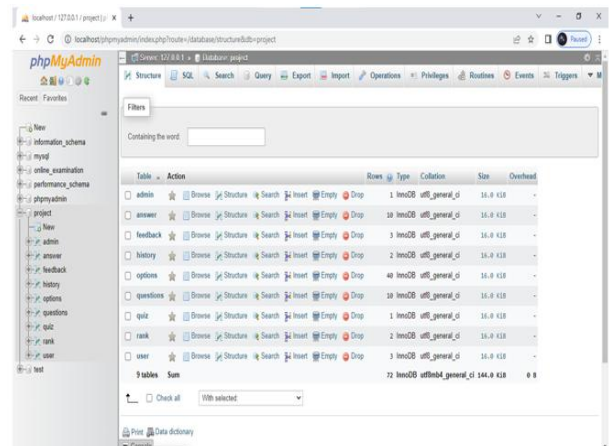 localhost / 127.0.0.1 / project | p
localhost/phpmyadmin/index.php?route=/database/structure&db=project
Paused
phpMyAdmin
Recent Favorites
New
information_schema
mysql
online_examination
performance_schema
phpmyadmin
project
New
admin
answer
feedback
history
options
questions
quiz
rank
user
test
Server: 127.0.0.1 » Database: project
Structure SQL Search Query Export Import Operations Privileges Routines Events Triggers M
Filters
Containing the word:
Table Action Rows Type Collation Size Overhead
admin Browse Structure Search Insert Empty Drop 1 InnoDB utf8_general_ci 16.0 KiB -
answer Browse Structure Search Insert Empty Drop 10 InnoDB utf8_general_ci 16.0 KiB -
feedback Browse Structure Search Insert Empty Drop 3 InnoDB utf8_general_ci 16.0 KiB -
history Browse Structure Search Insert Empty Drop 2 InnoDB utf8_general_ci 16.0 KiB -
options Browse Structure Search Insert Empty Drop 40 InnoDB utf8_general_ci 16.0 KiB -
questions Browse Structure Search Insert Empty Drop 10 InnoDB utf8_general_ci 16.0 KiB -
quiz Browse Structure Search Insert Empty Drop 1 InnoDB utf8_general_ci 16.0 KiB -
rank Browse Structure Search Insert Empty Drop 2 InnoDB utf8_general_ci 16.0 KiB -
user Browse Structure Search Insert Empty Drop 3 InnoDB utf8_general_ci 16.0 KiB -
9 tables Sum 72 InnoDB utf8mb4_general_ci 144.0 KiB 0 B
Check all With selected:
Print Data dictionary
Console